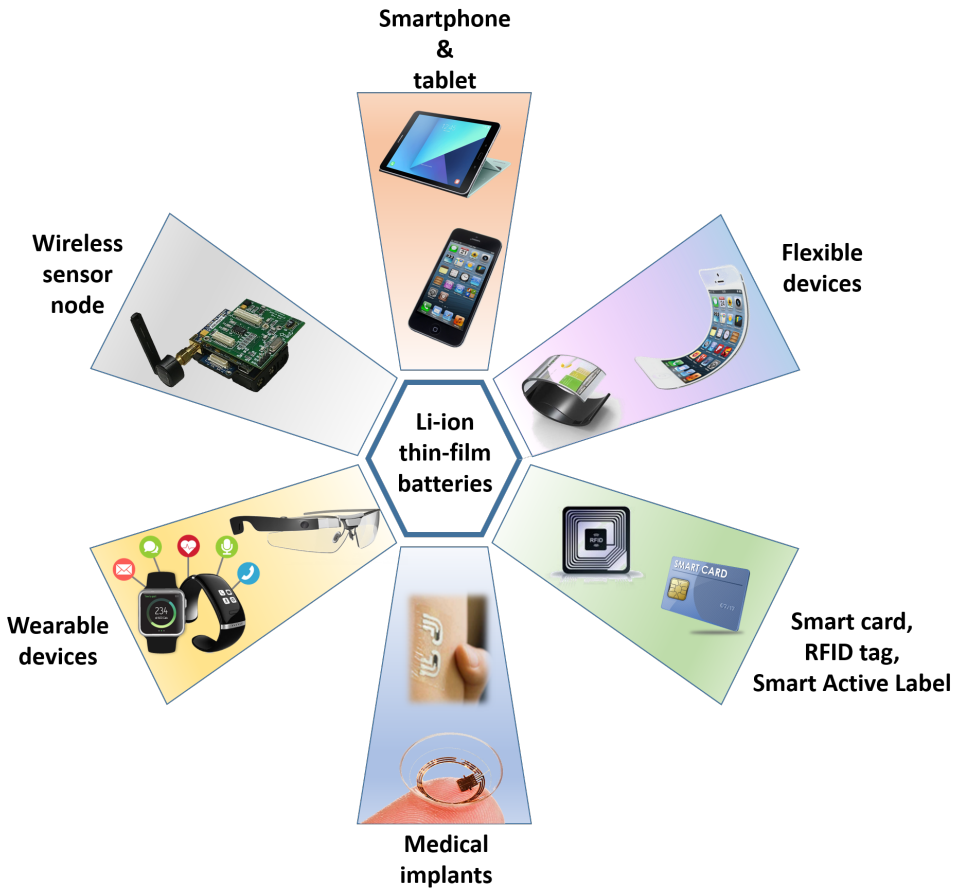 Smartphone
&
tablet
Wireless
sensor
node
Flexible
devices
Li-ion
thin-film
batteries
RFID
SMART CARD
234
Wearable
devices
Smart card,
RFID tag,
Smart Active Label
Medical
implants